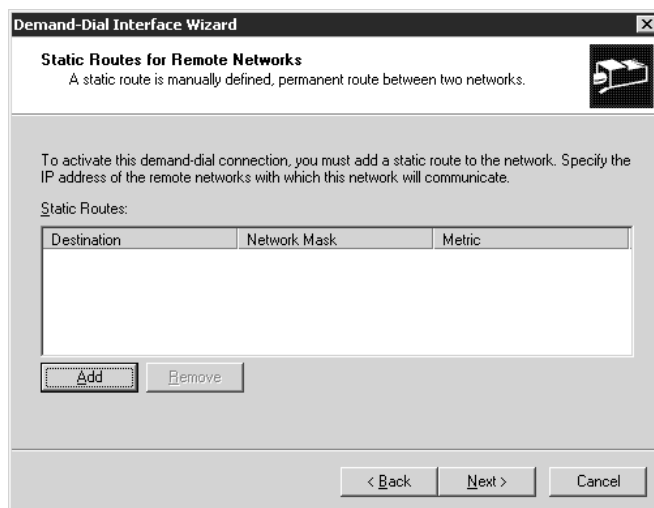 Demand-Dial Interface Wizard
Static Routes for Remote Networks
A static route is manually defined, permanent route between two networks.
To activate this demand-dial connection, you must add a static route to the network. Specify the
IP address of the remote networks with which this network will communicate.
Static Routes:
Destination Network Mask Metric
Add Remove
< Back Next > Cancel